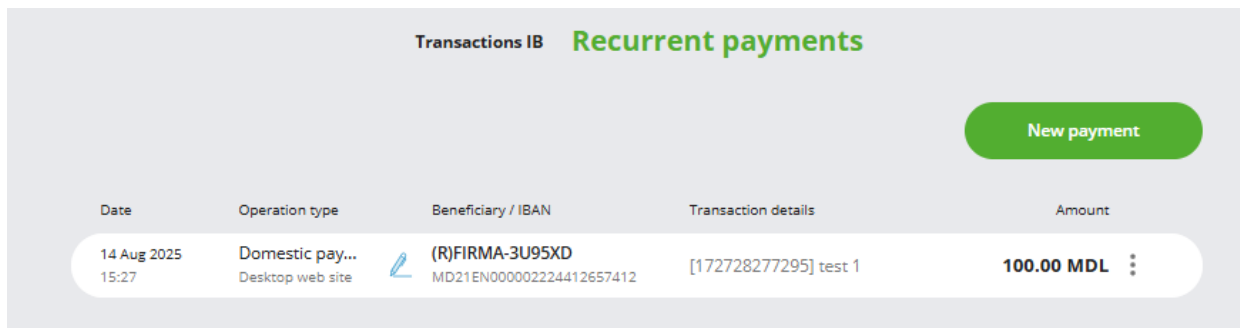 Transactions IB Recurrent payments
New payment
Date Operation type Beneficiary / IBAN Transaction details Amount
14 Aug 2025 Domestic pay... (R)FIRMA-3U95XD [172728277295] test 1 100.00 MDL
15:27 Desktop web site MD21EN000002224412657412